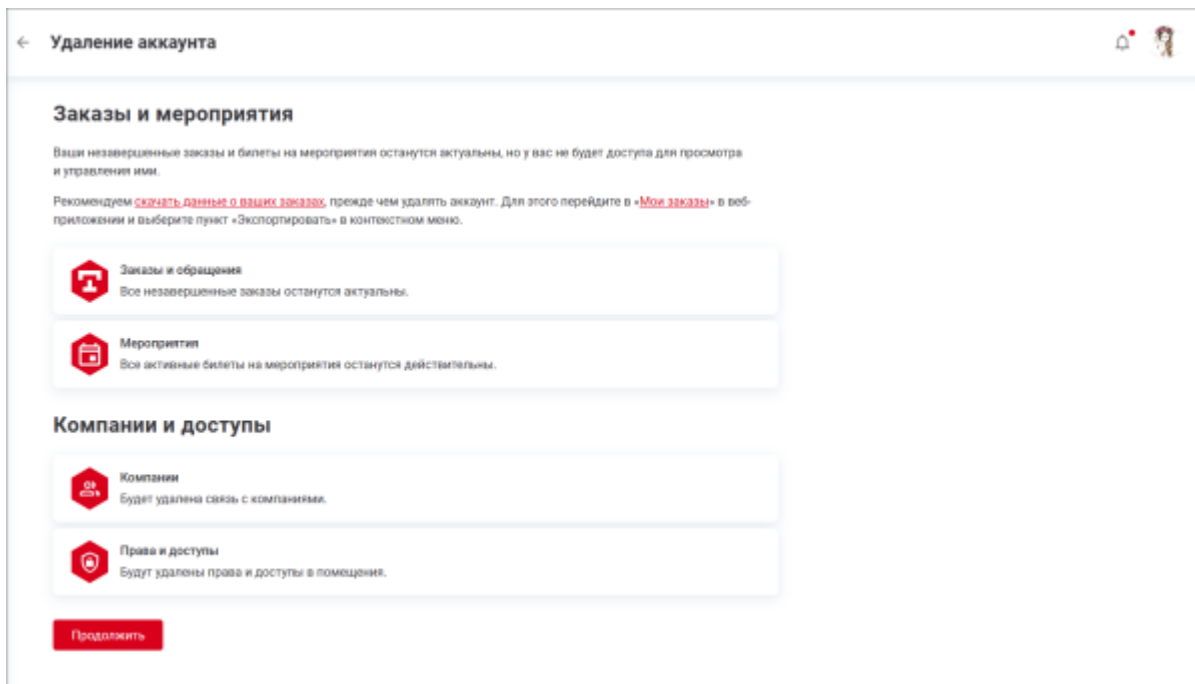 Удаление аккаунта
Заказы и мероприятия
Ваши незавершенные заказы и билеты на мероприятия останутся актуальны, но у вас не будет доступа для просмотра
и управления ими.
Рекомендуем скачать данные о ваших заказах, прежде чем удалять аккаунт. Для этого перейдите в «Мои заказы» в веб-
приложении и выберите пункт «Экспортировать» в контекстном меню.
Заказы и обращения
Все незавершенные заказы останутся актуальны.
Мероприятия
Все активные билеты на мероприятия останутся действительны.
Компании и доступы
Компании
Будет удалена связь с компаниями.
Права и доступы
Будут удалены права и доступы в помещения.
Продолжить